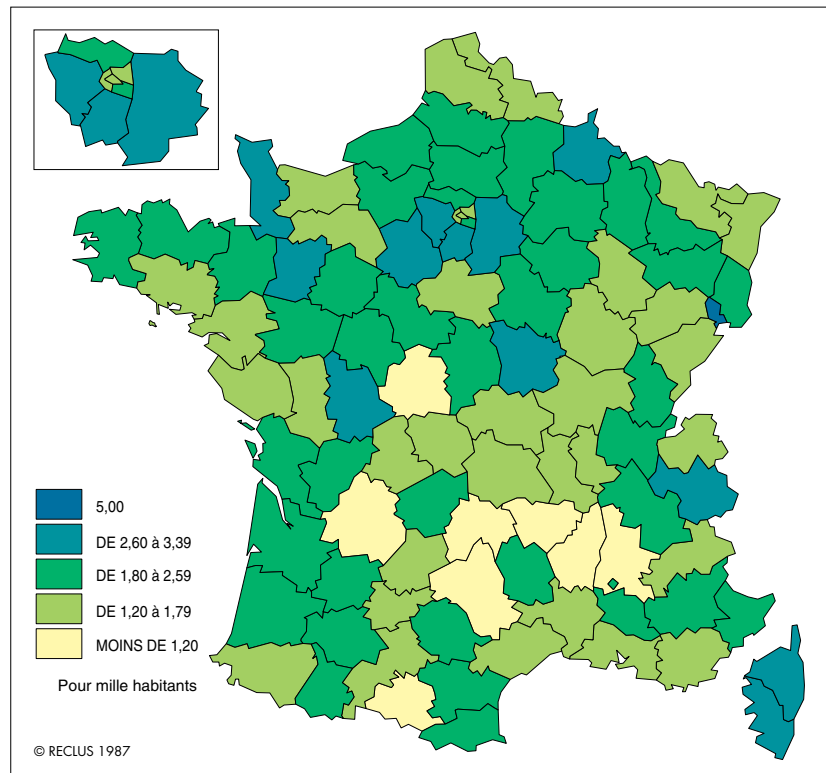 5,00
DE 2,60 à 3,39
DE 1,80 à 2,59
DE 1,20 à 1,79
MOINS DE 1,20
Pour mille habitants
© RECLUS 1987